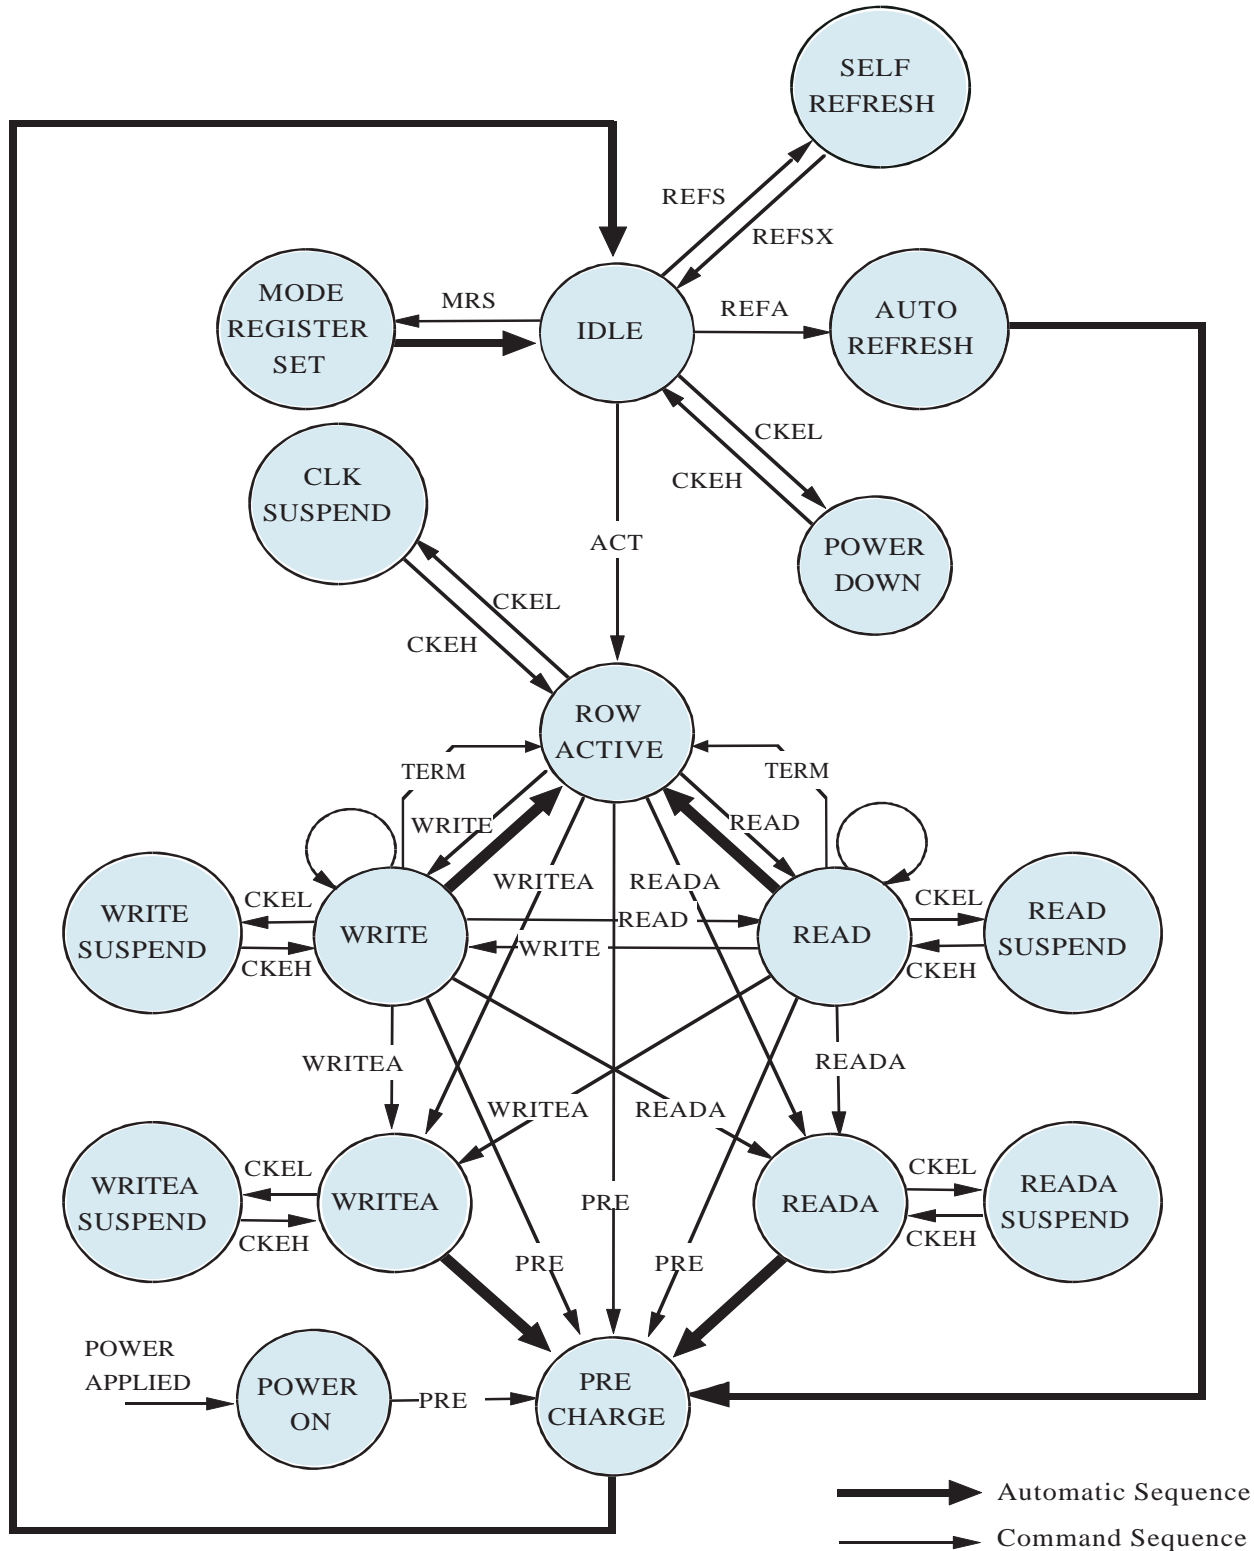 SELF
REFRESH
REFS
REFSX
MODE
REGISTER
SET
MRS
IDLE
REFA
AUTO
REFRESH
CKEL
CKEH
CLK
SUSPEND
ACT
POWER
DOWN
CKEL
CKEH
ROW
ACTIVE
TERM
TERM
WRITE
READ
WRITEA
READA
WRITE
SUSPEND
CKEL
CKEH
WRITE
READ
WRITE
READ
CKEL
CKEH
READ
SUSPEND
WRITEA
READA
WRITEA
READA
WRITEA
SUSPEND
CKEL
CKEH
WRITEA
PRE
READA
CKEL
CKEH
READA
SUSPEND
PRE
PRE
POWER
APPLIED
POWER
ON
PRE
PRE
CHARGE
Automatic Sequence
Command Sequence